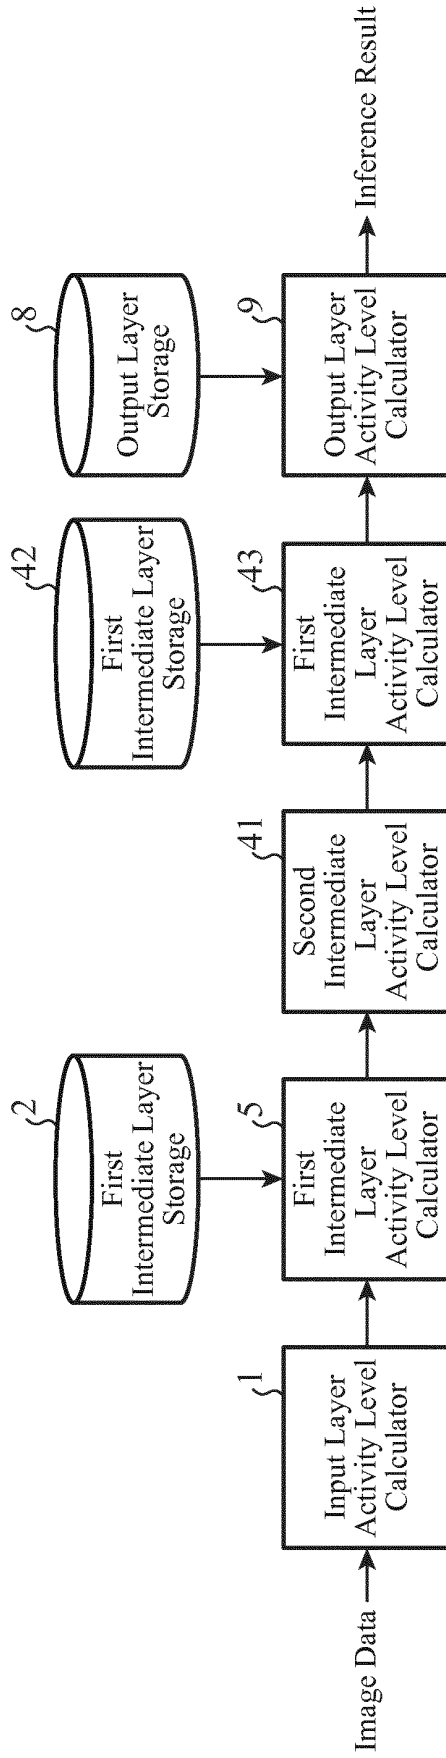 2
First
Intermediate Layer
Storage
42
First
Intermediate Layer
Storage
8
Output Layer
Storage
Image Data
1
Input Layer
Activity Level
Calculator
5
First
Intermediate
Layer
Activity Level
Calculator
41
Second
Intermediate
Layer
Activity Level
Calculator
43
First
Intermediate
Layer
Activity Level
Calculator
9
Output Layer
Activity Level
Calculator
Inference Result